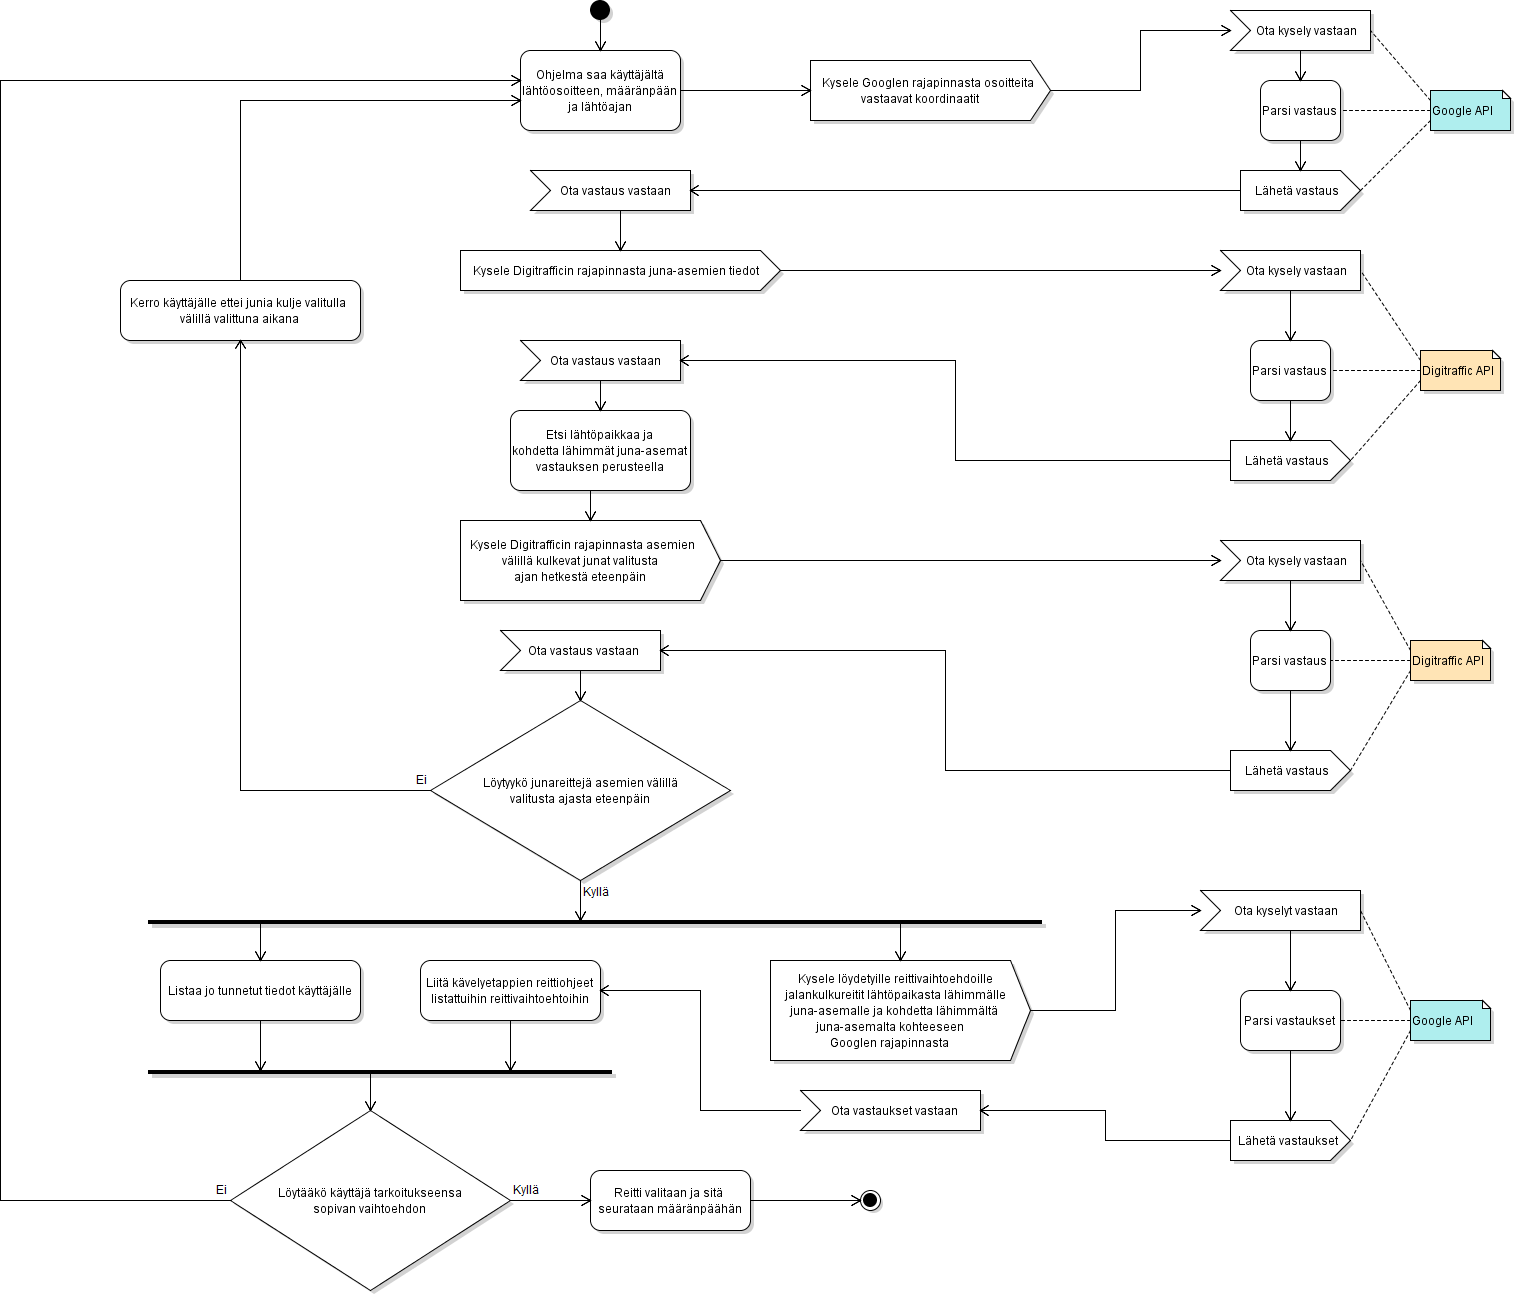 Ohjelma saa käyttäjältä
lähtöosoitteen, määränpään
ja lähtöajan
Kysele Googlen rajapinnasta osoitteita
vastaavat koordinaatit
Ota kysely vastaan
Parsi vastaus
Google API
Lähetä vastaus
Ota vastaus vastaan
Kysele Digitrafficin rajapinnasta juna-asemien tiedot
Ota kysely vastaan
Kerro käyttäjälle ettei junia kulje valitulla
välillä valittuna aikana
Ota vastaus vastaan
Parsi vastaus
Digitraffic API
Etsi lähtöpaikkaa ja
kohdetta lähimmät juna-asemat
vastauksen perusteella
Lähetä vastaus
Kysele Digitrafficin rajapinnasta asemien
välillä kulkevat junat valitusta
ajan hetkestä eteenpäin
Ota kysely vastaan
Ota vastaus vastaan
Parsi vastaus
Digitraffic API
Lähetä vastaus
Ei
Löytyykö junareittejä asemien välillä
valitusta ajasta eteenpäin
Kyllä
Ota kyselyt vastaan
Listaa jo tunnetut tiedot käyttäjälle
Liitä kävelyetappien reittiohjeet
listattuihin reittivaihtoehtoihin
Kysele löydetyille reittivaihtoehdoille
jalankulkureitit lähtöpaikasta lähimmälle
juna-asemalle ja kohdetta lähimmältä
juna-asemalta kohteeseen
Googlen rajapinnasta
Parsi vastaukset
Google API
Ota vastaukset vastaan
Lähetä vastaukset
Ei
Löytääkö käyttäjä tarkoitukseensa
sopivan vaihtoehdon
Kyllä
Reitti valitaan ja sitä
seurataan määränpäähän